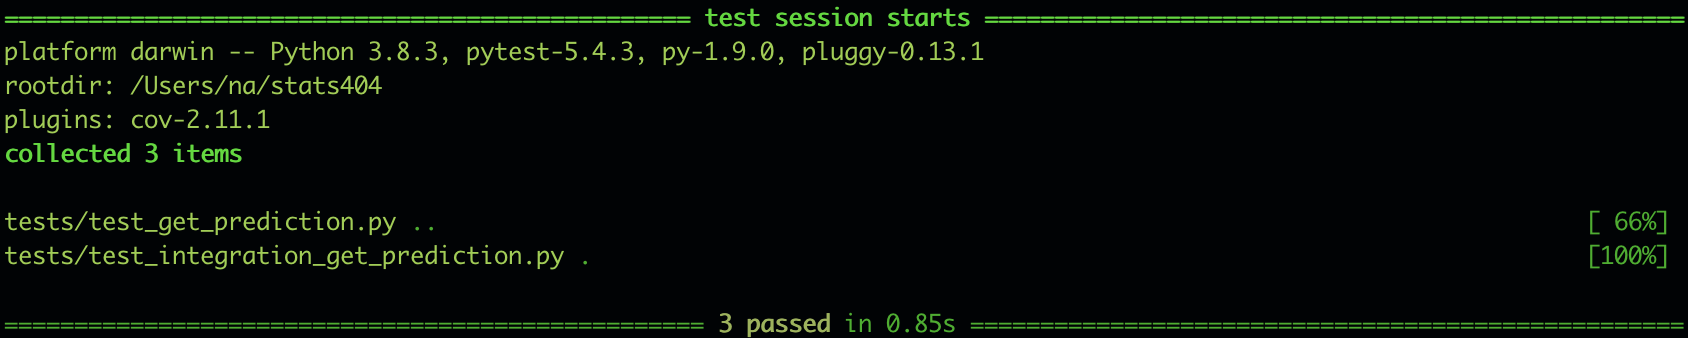 ================================================= test session starts ==================================================
platform darwin -- Python 3.8.3, pytest-5.4.3, py-1.9.0, pluggy-0.13.1
rootdir: /Users/na/stats404
plugins: cov-2.11.1
collected 3 items
tests/test_get_prediction.py .. [ 66%]
tests/test_integration_get_prediction.py . [100%]
================================================== 3 passed in 0.85s ===================================================